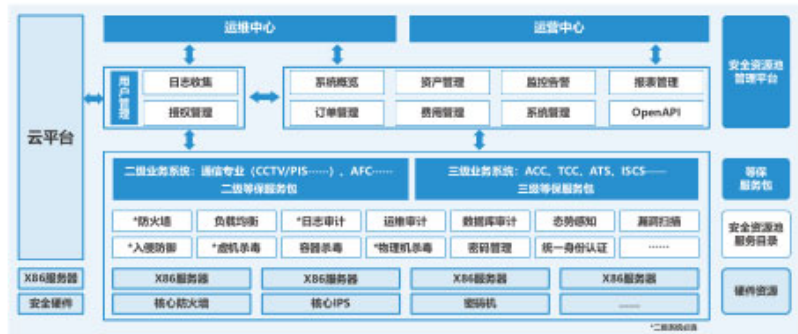 运维中心
运营中心
云平台
用户管理
日志收集
系统概览
资产管理
监控告警
报表管理
授权管理
订单管理
费用管理
系统管理
OpenAPI
安全资源池
管理平台
二级业务系统：通信专业（CCTV/PIS……）、AFC……
二级等保服务包
三级业务系统：ACC、TCC、ATS、ISCS……
三级等保服务包
等保
服务包
*防火墙
负载均衡
*日志审计
运维审计
数据库审计
态势感知
漏洞扫描
*入侵防御
*虚机杀毒
容器杀毒
*物理机杀毒
密码管理
统一身份认证
……
安全资源池
服务目录
X86服务器
X86服务器
X86服务器
X86服务器
X86服务器
安全硬件
核心防火墙
核心IPS
密码机
……
硬件资源
*二级系统必选